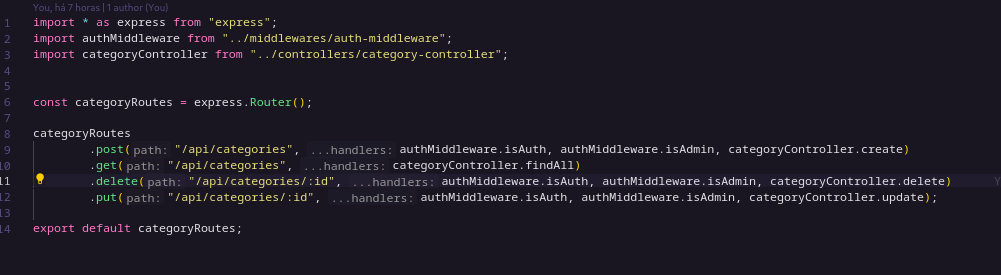 You, há 7 horas | 1 author (You)
1 import * as express from "express";
2 import authMiddleware from "../middlewares/auth-middleware";
3 import categoryController from "../controllers/category-controller";
4
5
6 const categoryRoutes = express.Router();
7
8 categoryRoutes
9 .post(path: "/api/categories", ...handlers: authMiddleware.isAuth, authMiddleware.isAdmin, categoryController.create)
10 .get(path: "/api/categories", ...handlers: categoryController.findAll)
11 .delete(path: "/api/categories/:id", ...handlers: authMiddleware.isAuth, authMiddleware.isAdmin, categoryController.delete) Y
12 .put(path: "/api/categories/:id", ...handlers: authMiddleware.isAuth, authMiddleware.isAdmin, categoryController.update);
13
14 export default categoryRoutes;